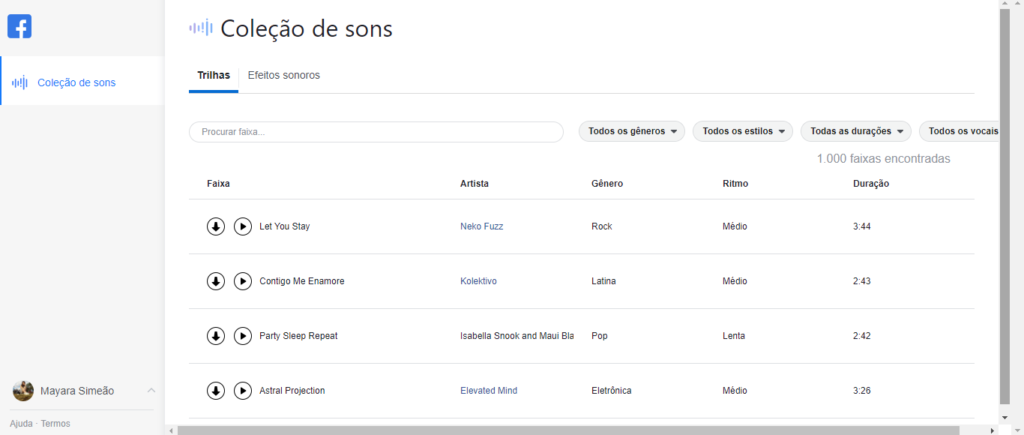 Coleção de sons
Coleção de sons
Trilhas Efeitos sonoros
Procurar faixa... Todos os gêneros Todos os estilos Todas as durações Todos os vocais
1.000 faixas encontradas
Faixa Artista Gênero Ritmo Duração
Let You Stay Neko Fuzz Rock Médio 3:44
Contigo Me Enamore Kolektivo Latina Médio 2:43
Party Sleep Repeat Isabella Snook and Maui Bla Pop Lenta 2:42
Astral Projection Elevated Mind Eletrônica Médio 3:26
Mayara Simeão
Ajuda · Termos